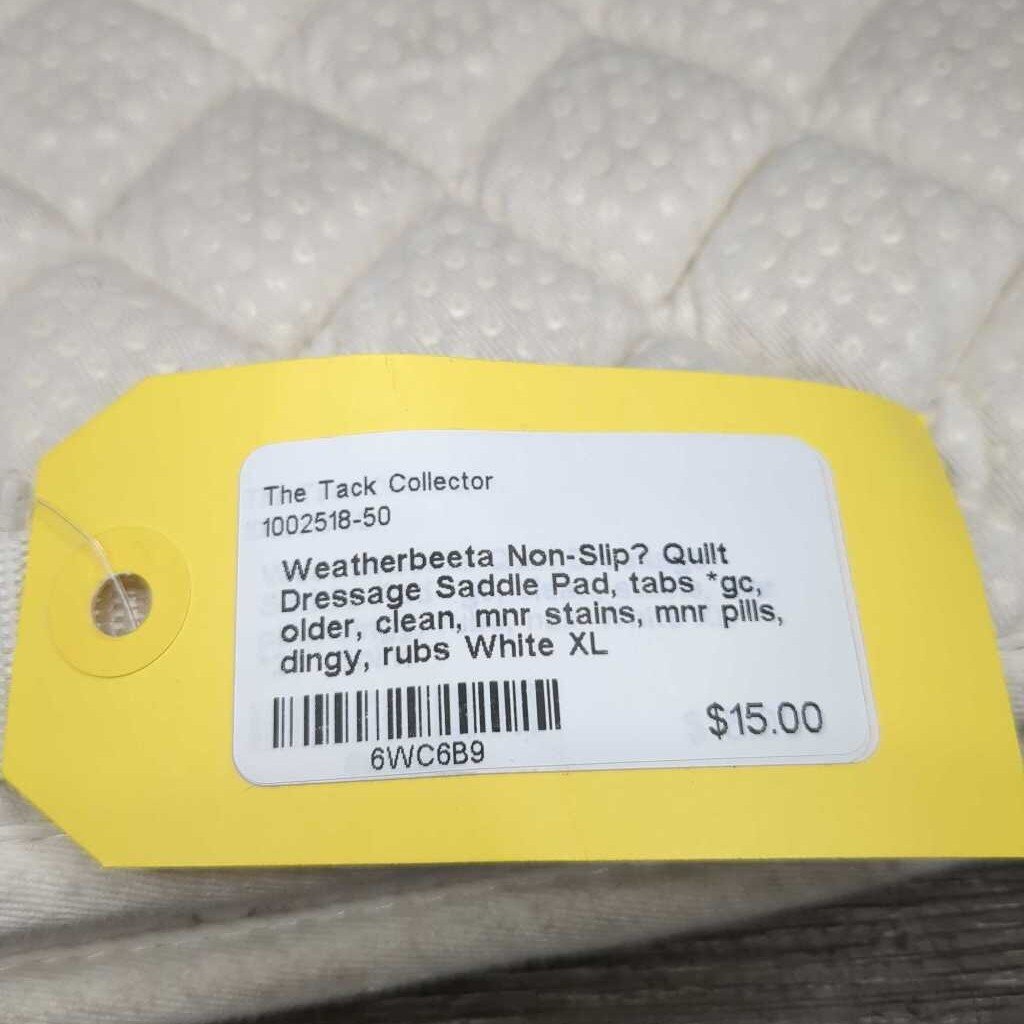 The Tack Collector
1002518-50
Weatherbeeta Non-Slip? Quilt
Dressage Saddle Pad, tabs *gc,
older, clean, mnr stains, mnr pills,
dingy, rubs White XL
6WC6B9
$15.00